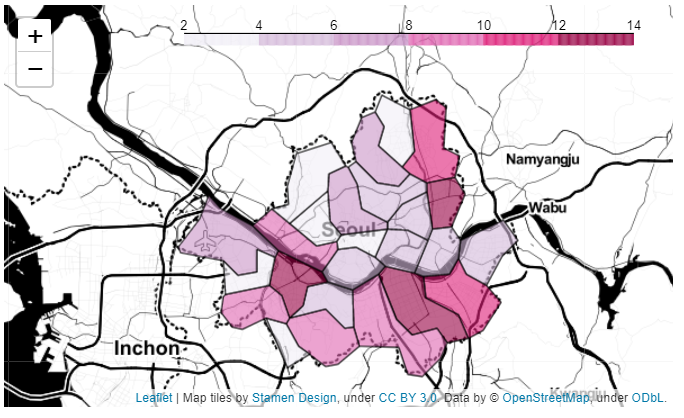 2 4 6 8 10 12 14
+
−
Namyangju
Wabu
Seoul
Inchon
Leaflet | Map tiles by Stamen Design, under CC BY 3.0. Data by © OpenStreetMap, under ODbL.